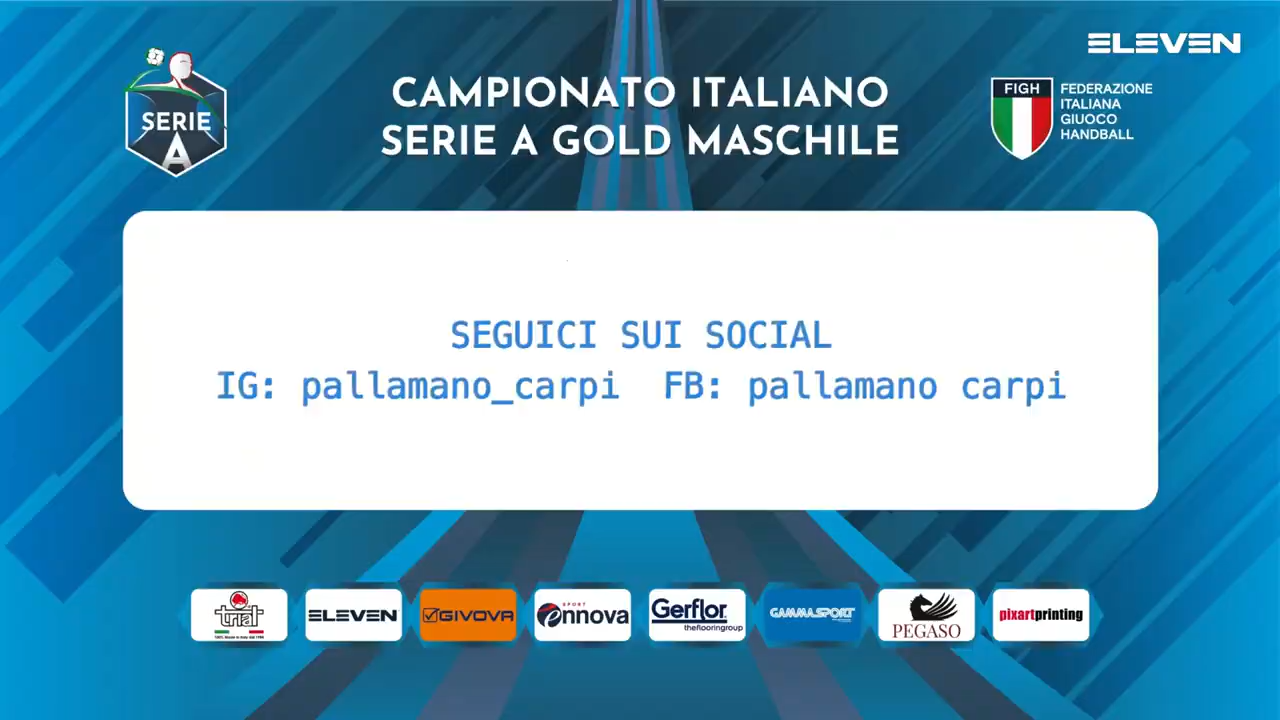 ELEVEN
SERIE
A
CAMPIONATO ITALIANO
SERIE A GOLD MASCHILE
FIGH
FEDERAZIONE
ITALIANA
GIUOCO
HANDBALL
SEGUICI SUI SOCIAL
IG: pallamano_carpi FB: pallamano carpi
trial
ELEVEN
GIVOVA
SPORT
ennova
Gerflor.
theflooringgroup
GAMMASPORT
PEGASO
pixartprinting